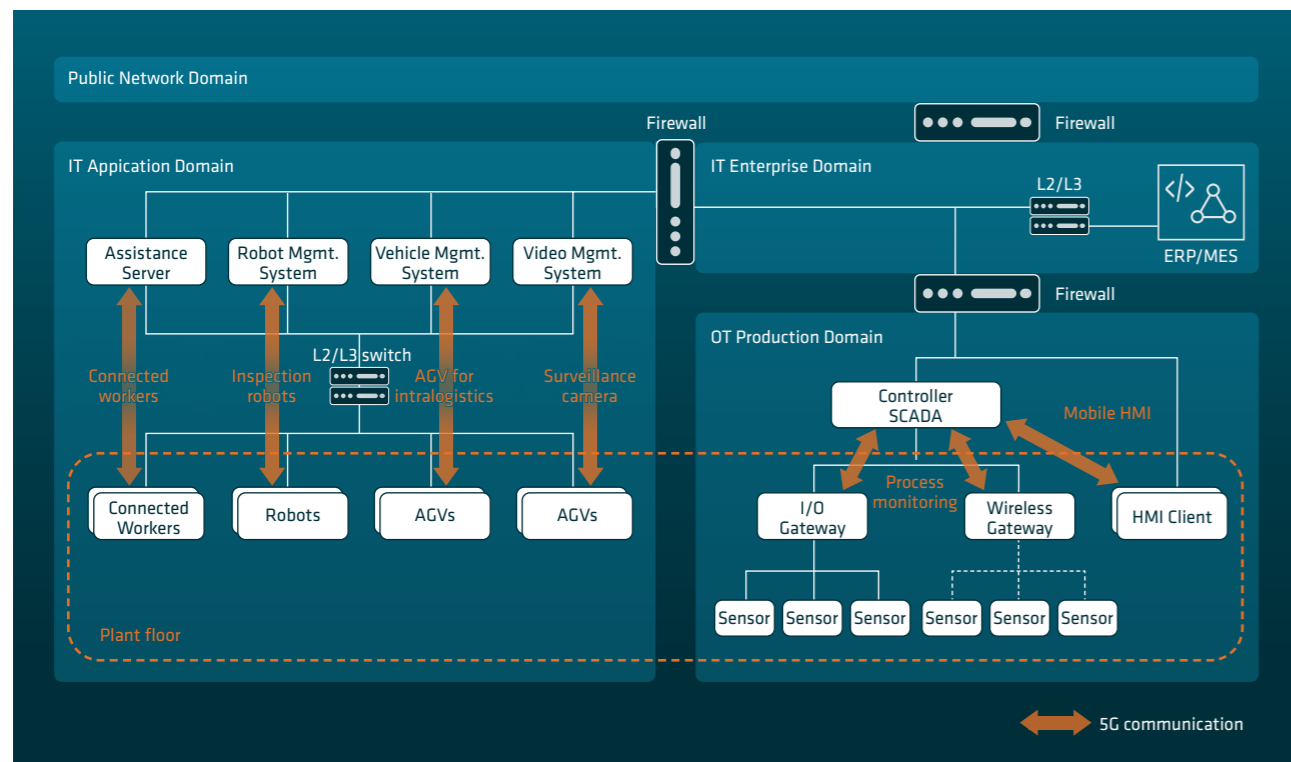 Public Network Domain
Firewall
Firewall
IT Appication Domain
IT Enterprise Domain
L2/L3
</>
ERP/MES
Assistance
Server
Robot Mgmt.
System
Vehicle Mgmt.
System
Video Mgmt.
System
Firewall
OT Production Domain
L2/L3 switch
Connected
workers
Inspection
robots
AGV for
intralogistics
Surveillance
camera
Controller
SCADA
Mobile HMI
Process
monitoring
Connected
Workers
Robots
AGVs
AGVs
I/O
Gateway
Wireless
Gateway
HMI Client
Sensor
Sensor
Sensor
Sensor
Sensor
Sensor
Plant floor
5G communication